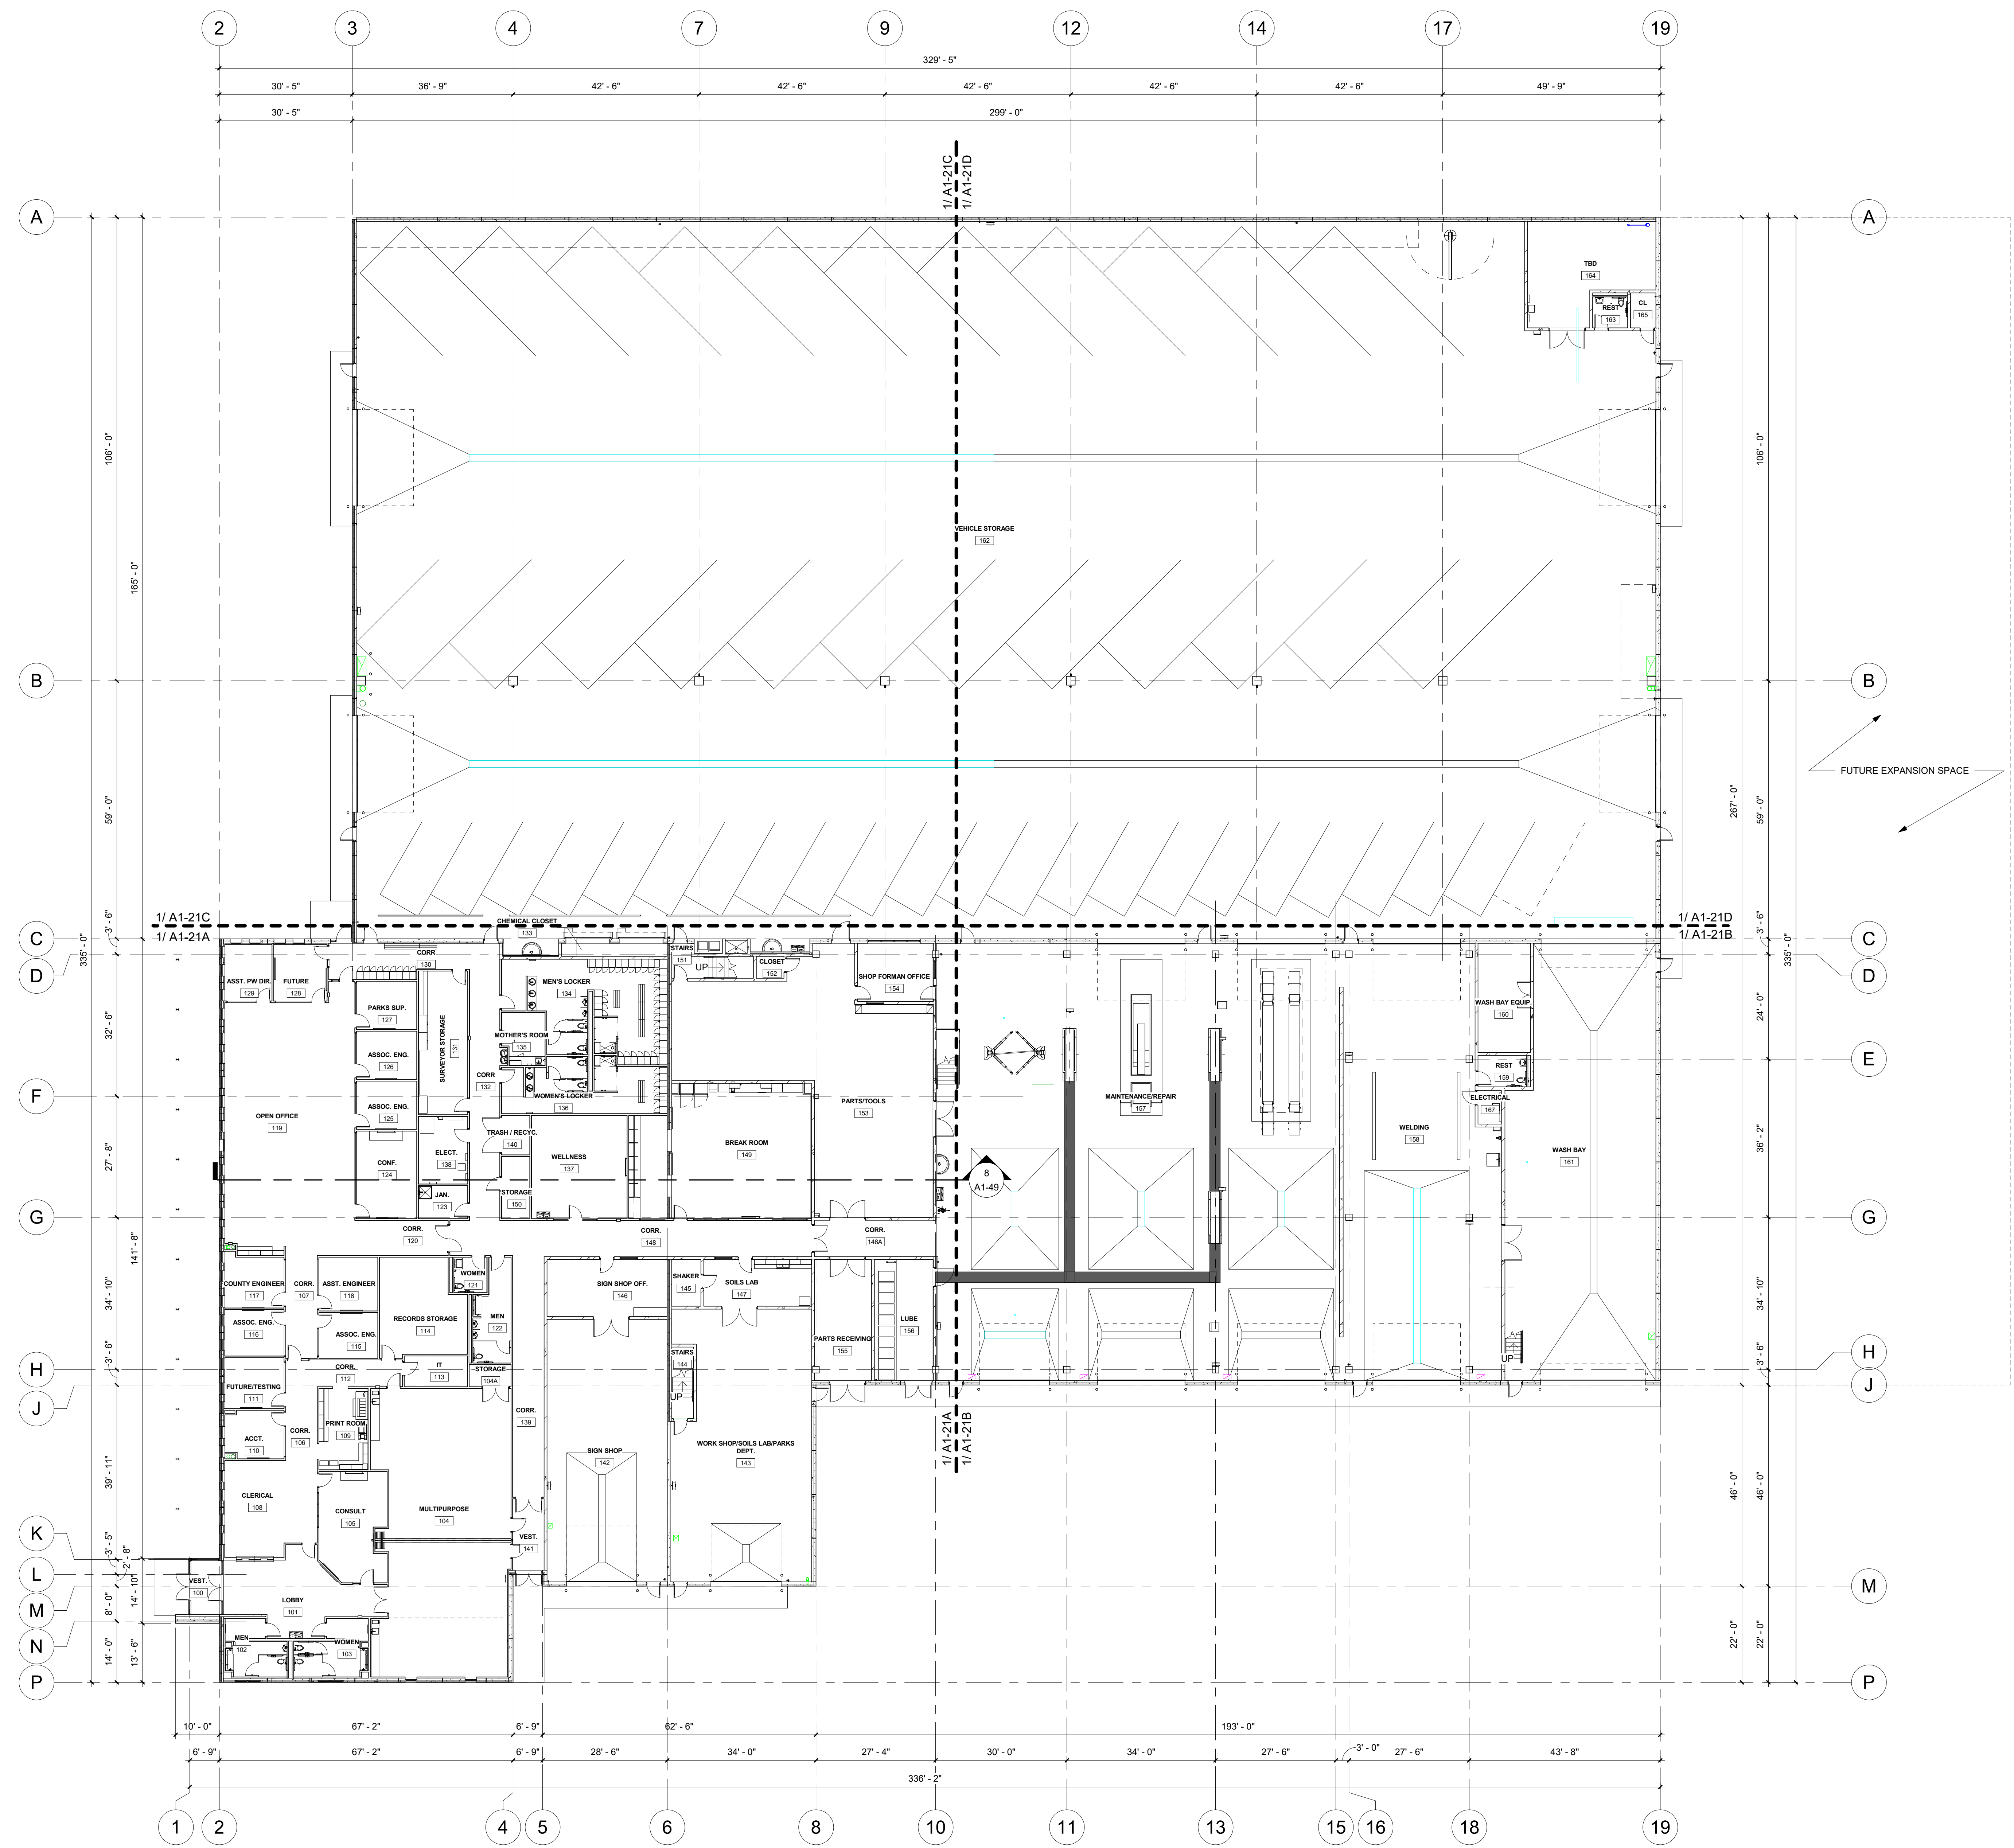 2 3 4 7 9 12 14 17 19
329' - 5"
30' - 5" 36' - 9" 42' - 6" 42' - 6" 42' - 6" 42' - 6" 42' - 6" 49' - 9"
30' - 5" 299' - 0"
1/ A1-21C
1/ A1-21D
A A
TBD
164
REST
163
CL
165
106' - 0" 106' - 0"
165' - 0"
VEHICLE STORAGE
162
B B
FUTURE EXPANSION SPACE
59' - 0" 267' - 0" 59' - 0"
1/ A1-21C 1/ A1-21D
1/ A1-21A 1/ A1-21B
3' - 6" 3' - 6"
335' - 0" 335' - 0"
C C
D D
CHEMICAL CLOSET
133
STAIRS
151
UP
CLOSET
152
CORR
130
ASST. PW DIR.
129
FUTURE
128
MEN'S LOCKER
134
SHOP FORMAN OFFICE
154
PARKS SUP.
127
SURVEYOR STORAGE
131
MOTHER'S ROOM
135
WASH BAY EQUIP.
160
32' - 6" 24' - 0"
E
ASSOC. ENG.
126
CORR
132
REST
159
F
WOMEN'S LOCKER
136
PARTS/TOOLS
153
MAINTENANCE/REPAIR
157
ELECTRICAL
167
OPEN OFFICE
119
ASSOC. ENG.
125
TRASH / RECYC.
140
BREAK ROOM
149
WELDING
158
27' - 8" 36' - 2"
CONF.
124
ELECT.
138
WELLNESS
137
WASH BAY
161
8
A1-49
JAN.
123
STORAGE
150
G G
CORR.
120
CORR.
148
CORR.
148A
141' - 8"
COUNTY ENGINEER
117
CORR.
107
ASST. ENGINEER
118
WOMEN
121
SIGN SHOP OFF.
146
SHAKER
145
SOILS LAB
147
34' - 10" 34' - 10"
ASSOC. ENG.
116
ASSOC. ENG.
115
RECORDS STORAGE
114
MEN
122
PARTS RECEIVING
155
LUBE
156
STAIRS
144
UP
UP
3' - 6" 3' - 6"
H H
CORR.
112
IT
113
STORAGE
104A
J J
FUTURE/TESTING
111
CORR.
139
PRINT ROOM
109
ACCT.
110
CORR.
106
SIGN SHOP
142
WORK SHOP/SOILS LAB/PARKS
DEPT.
143
1/ A1-21A
1/ A1-21B
39' - 11" 46' - 0" 46' - 0"
CLERICAL
108
CONSULT
105
MULTIPURPOSE
104
VEST.
141
K
3' - 5"
2' - 8"
L
VEST.
100
M M
14' - 10"
8' - 0"
LOBBY
101
N
MEN
102
WOMEN
103
14' - 0" 13' - 6" 22' - 0" 22' - 0"
P P
10' - 0" 67' - 2" 6' - 9" 62' - 6" 193' - 0"
6' - 9" 67' - 2" 6' - 9" 28' - 6" 34' - 0" 27' - 4" 30' - 0" 34' - 0" 27' - 6" 3' - 0" 27' - 6" 43' - 8"
336' - 2"
1 2 4 5 6 8 10 11 13 15 16 18 19